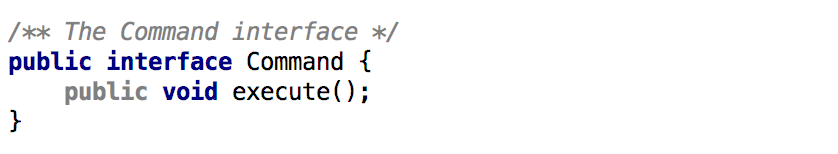 /** The Command interface */
public interface Command {
    public void execute();
}